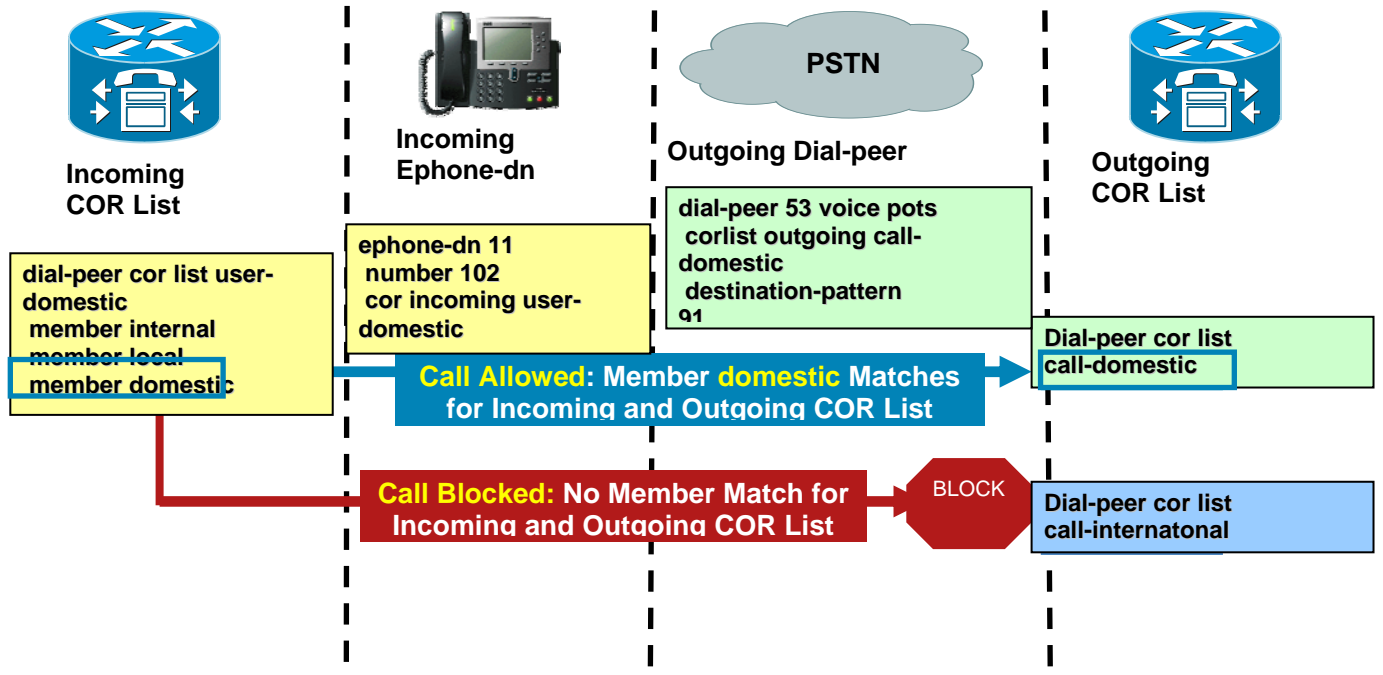 Incoming
COR List
Incoming
Ephone-dn
PSTN
Outgoing Dial-peer
Outgoing
COR List
dial-peer cor list user-
domestic
member internal
member local
member domestic
ephone-dn 11
number 102
cor incoming user-
domestic
dial-peer 53 voice pots
corlist outgoing call-
domestic
destination-pattern
91
Dial-peer cor list
call-domestic
Call Allowed: Member domestic Matches
for Incoming and Outgoing COR List
Call Blocked: No Member Match for
Incoming and Outgoing COR List
BLOCK
Dial-peer cor list
call-internatonal